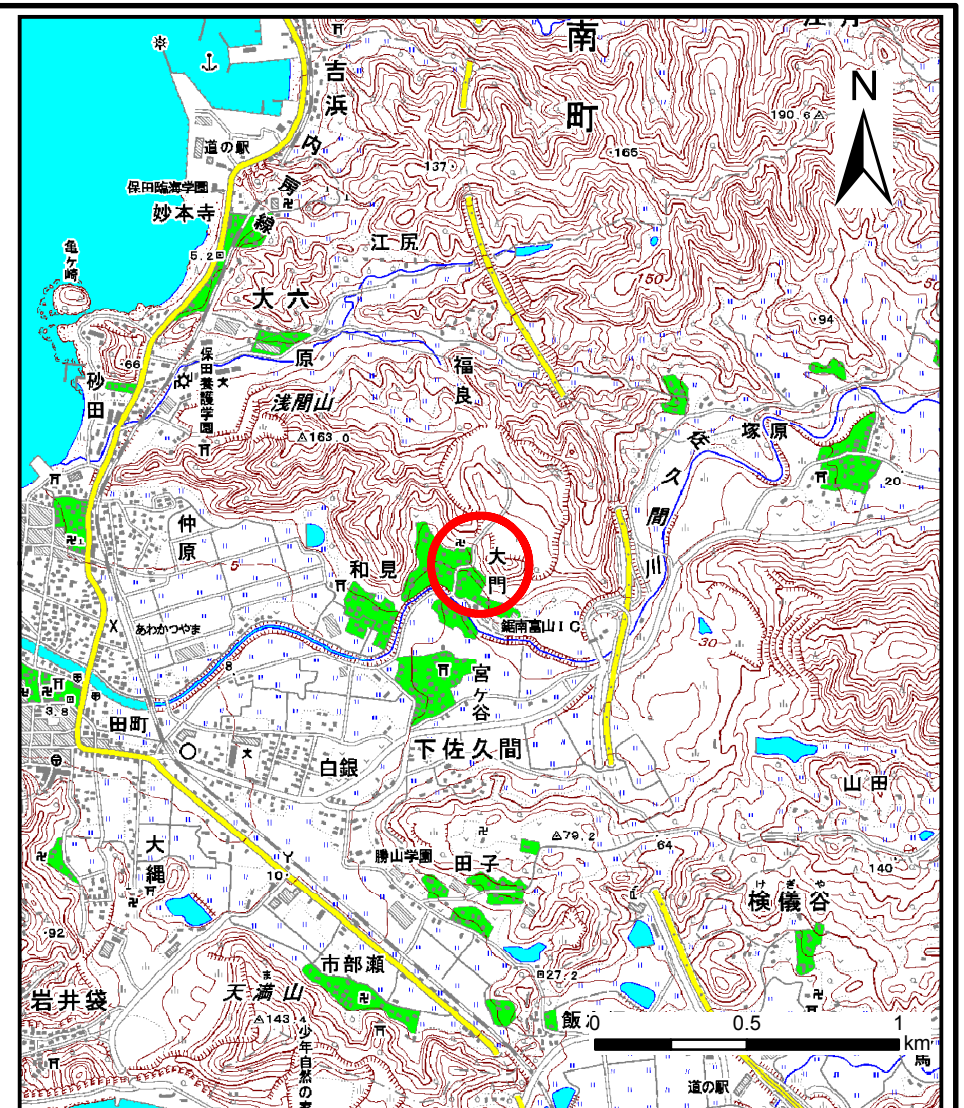 南
町
吉浜
N
190.6
道の駅
内房線
165
137
保田臨海学園
妙本寺
江尻
亀ヶ崎
5.2
大六
150
50
94
66
保田養護学園
原
福良
砂田
浅間山
163.0
佐久間川
塚原
20
仲原
大門
5
和見
鋸南富山IC
あわかつやま
8
30
宮ヶ谷
3.8
田町
下佐久間
白銀
山田
大縄
79.2
64
勝山学園
田子
140
10
けぎや
検儀谷
92
市部瀬
27.2
ま
天満山
岩井袋
143
少年自然の家
飯
0
0.5
1
km
道の駅